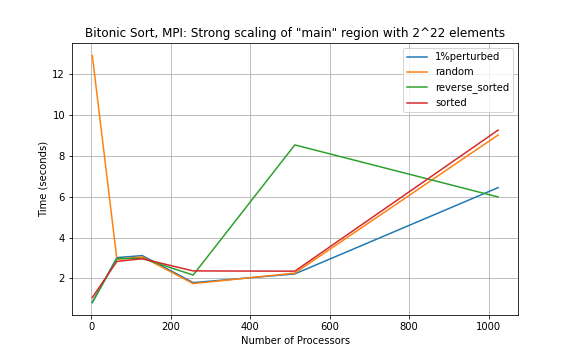 Bitonic Sort, MPI: Strong scaling of "main" region with 2^22 elements
1%perturbed
random
reverse_sorted
sorted
Time (seconds)
12
10
8
6
4
2
0
200
400
600
800
1000
Number of Processors